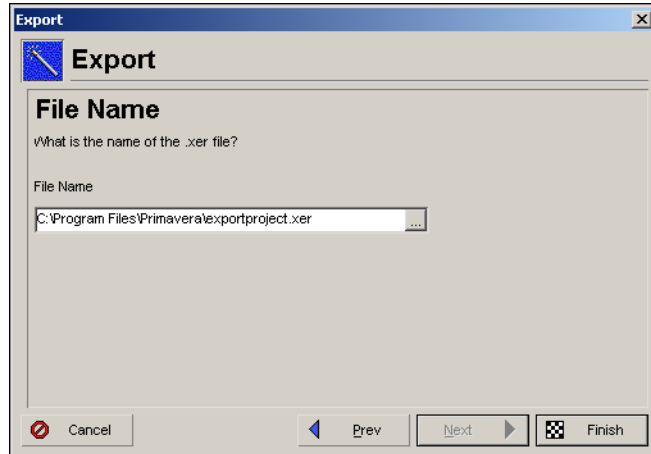 Export
Export
File Name
What is the name of the .xer file?
File Name
C:\Program Files\Primavera\exportproject.xer
...
Cancel
Prev
Next
Finish